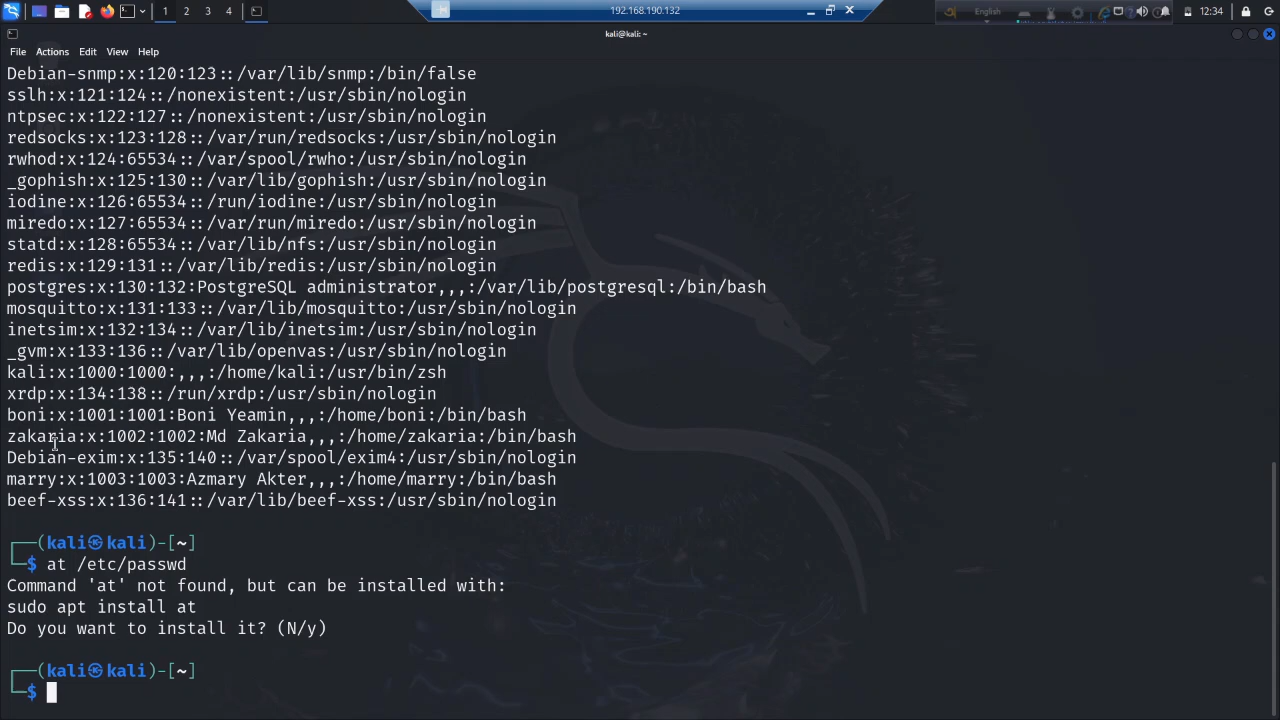 1 2 3 4
192.168.190.132
English
12:34
kali@kali: ~
File Actions Edit View Help
Debian-snmp:x:120:123::/var/lib/snmp:/bin/false
sslh:x:121:124::/nonexistent:/usr/sbin/nologin
ntpsec:x:122:127::/nonexistent:/usr/sbin/nologin
redsocks:x:123:128::/var/run/redsocks:/usr/sbin/nologin
rwhod:x:124:65534::/var/spool/rwho:/usr/sbin/nologin
_gophish:x:125:130::/var/lib/gophish:/usr/sbin/nologin
iodine:x:126:65534::/run/iodine:/usr/sbin/nologin
miredo:x:127:65534::/var/run/miredo:/usr/sbin/nologin
statd:x:128:65534::/var/lib/nfs:/usr/sbin/nologin
redis:x:129:131::/var/lib/redis:/usr/sbin/nologin
postgres:x:130:132:PostgreSQL administrator,,,:/var/lib/postgresql:/bin/bash
mosquitto:x:131:133::/var/lib/mosquitto:/usr/sbin/nologin
inetsim:x:132:134::/var/lib/inetsim:/usr/sbin/nologin
_gvm:x:133:136::/var/lib/openvas:/usr/sbin/nologin
kali:x:1000:1000:,,,:/home/kali:/usr/bin/zsh
xrdp:x:134:138::/run/xrdp:/usr/sbin/nologin
boni:x:1001:1001:Boni Yeamin,,,:/home/boni:/bin/bash
zakaria:x:1002:1002:Md Zakaria,,,:/home/zakaria:/bin/bash
Debian-exim:x:135:140::/var/spool/exim4:/usr/sbin/nologin
marry:x:1003:1003:Azmary Akter,,,:/home/marry:/bin/bash
beef-xss:x:136:141::/var/lib/beef-xss:/usr/sbin/nologin
┌──(kali㉿kali)-[~]
└─$ at /etc/passwd
Command 'at' not found, but can be installed with:
sudo apt install at
Do you want to install it? (N/y)
┌──(kali㉿kali)-[~]
└─$